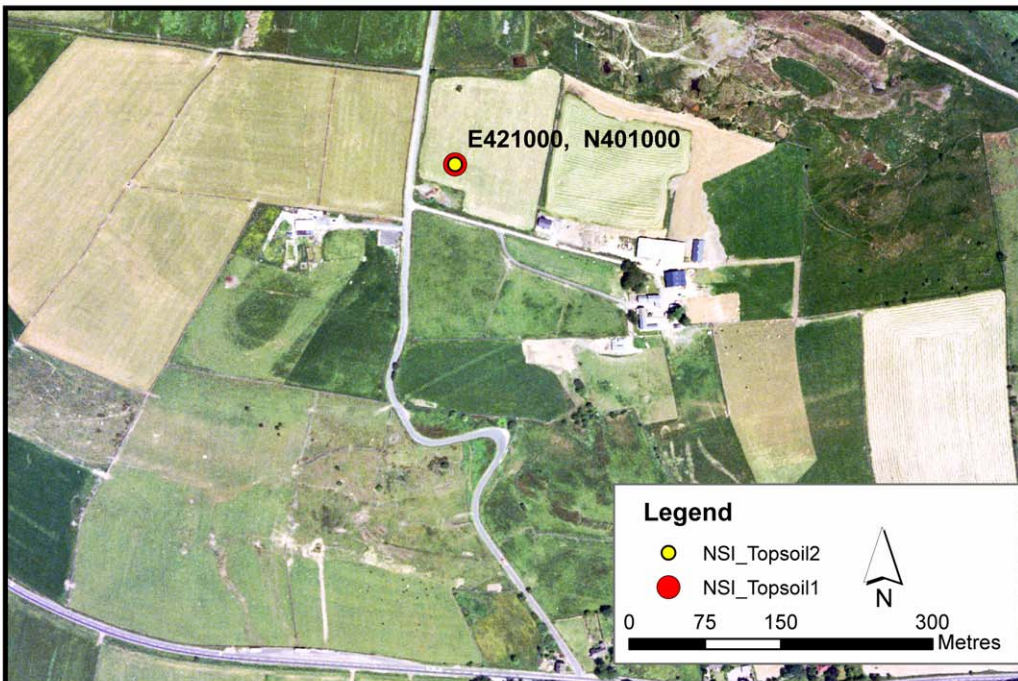 E421000, N401000
Legend
NSI_Topsoil2
NSI_Topsoil1
N
0 75 150 300
Metres